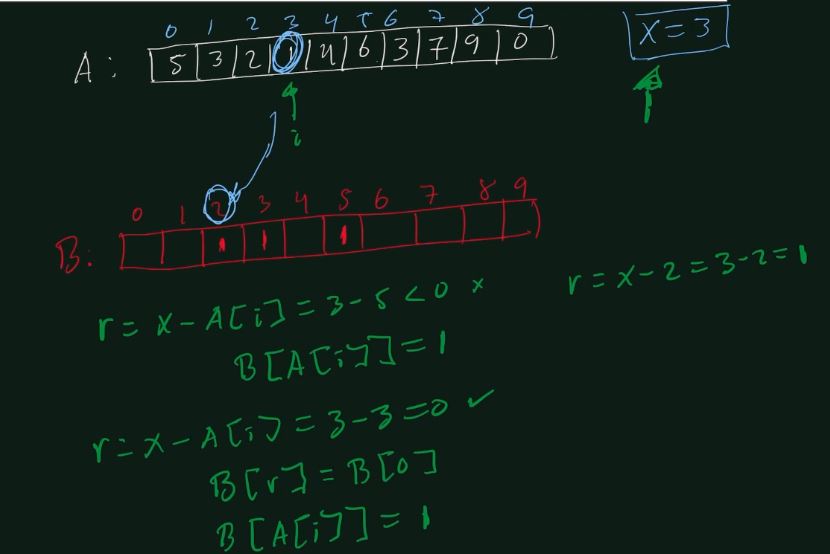 0 1 2 3 4 5 6 7 8 9
A: 5 3 2 1 4 6 3 7 9 0
x = 3
i
0 1 2 3 4 5 6 7 8 9
B: 1 1 1
r = x - A[i] = 3 - 5 < 0 ×
r = x - 2 = 3 - 2 = 1
B[A[i]] = 1
r = x - A[i] = 3 - 3 = 0 ✓
B[r] = B[0]
B[A[i]] = 1